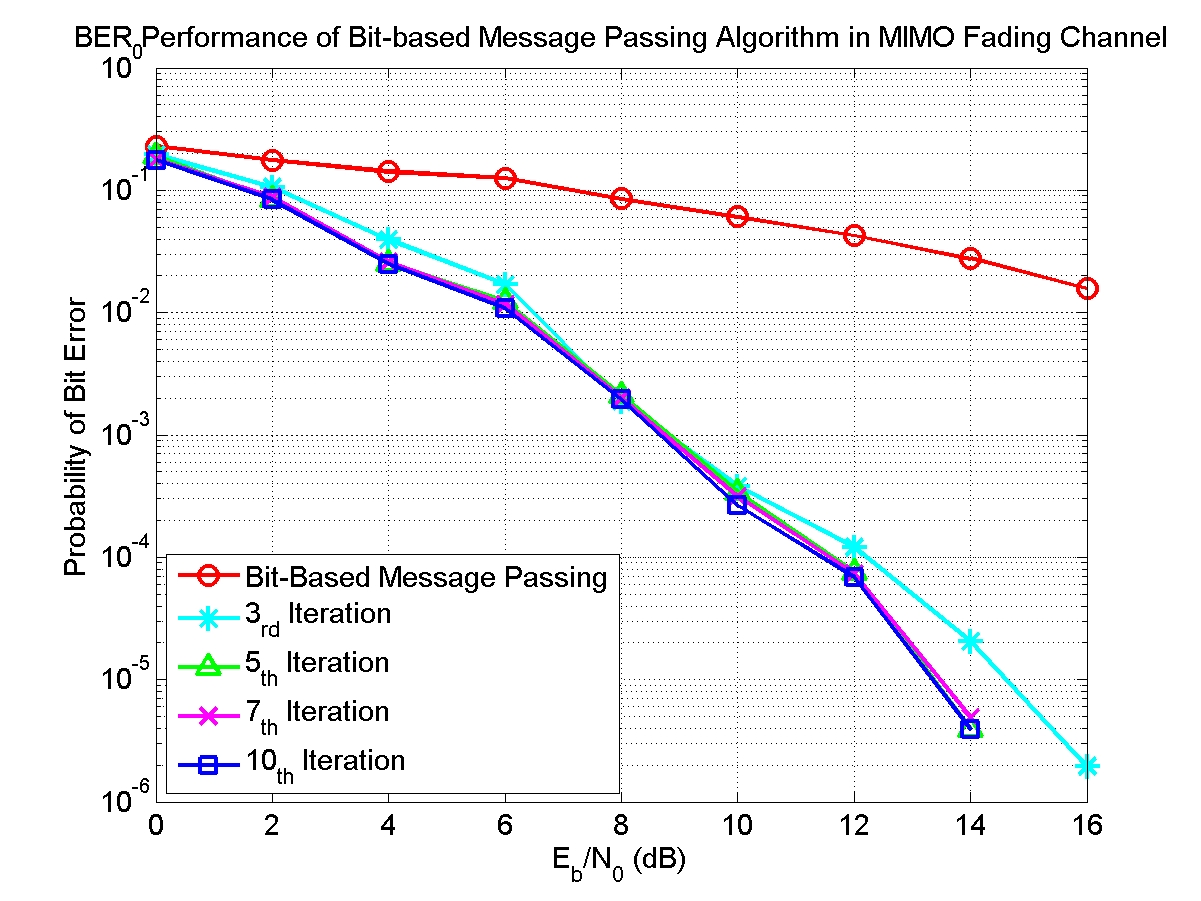 BER₀Performance of Bit-based Message Passing Algorithm in MIMO Fading Channel
10⁰
10⁻¹
10⁻²
10⁻³
10⁻⁴
10⁻⁵
10⁻⁶
Probability of Bit Error
Bit-Based Message Passing
3rd Iteration
5th Iteration
7th Iteration
10th Iteration
0 2 4 6 8 10 12 14 16
Eb/N₀ (dB)